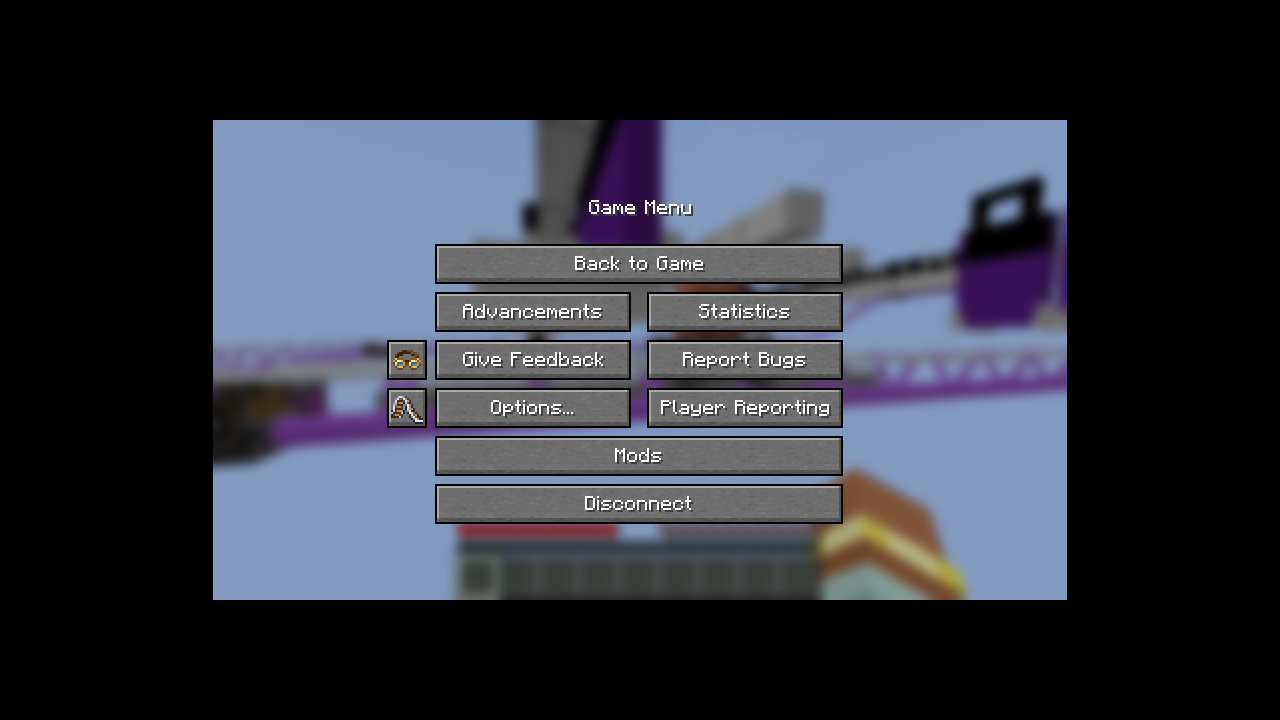 Game Menu
Back to Game
Advancements
Statistics
Give Feedback
Report Bugs
Options...
Player Reporting
Mods
Disconnect